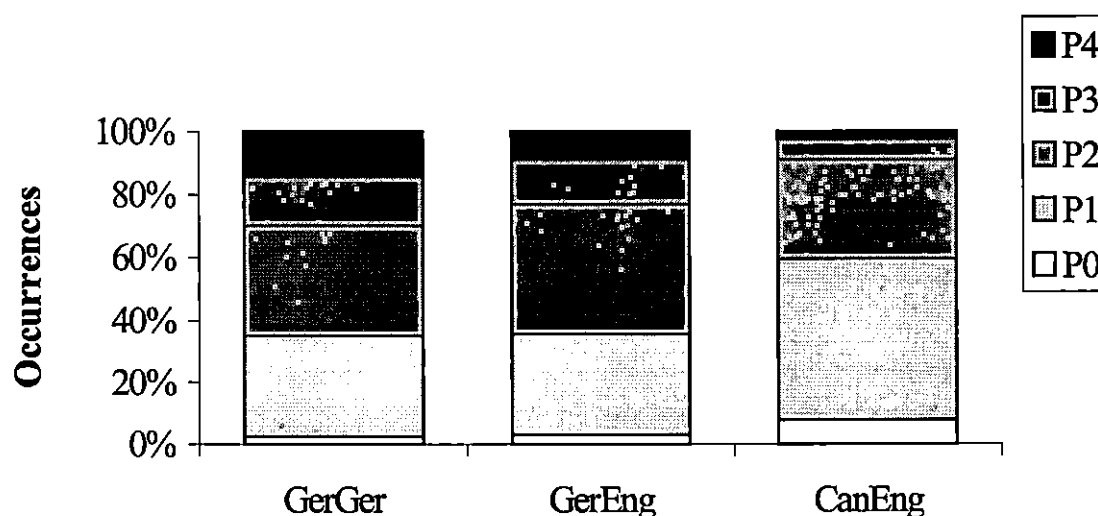 P4
P3
P2
P1
P0
Occurrences
100%
80%
60%
40%
20%
0%
GerGer GerEng CanEng